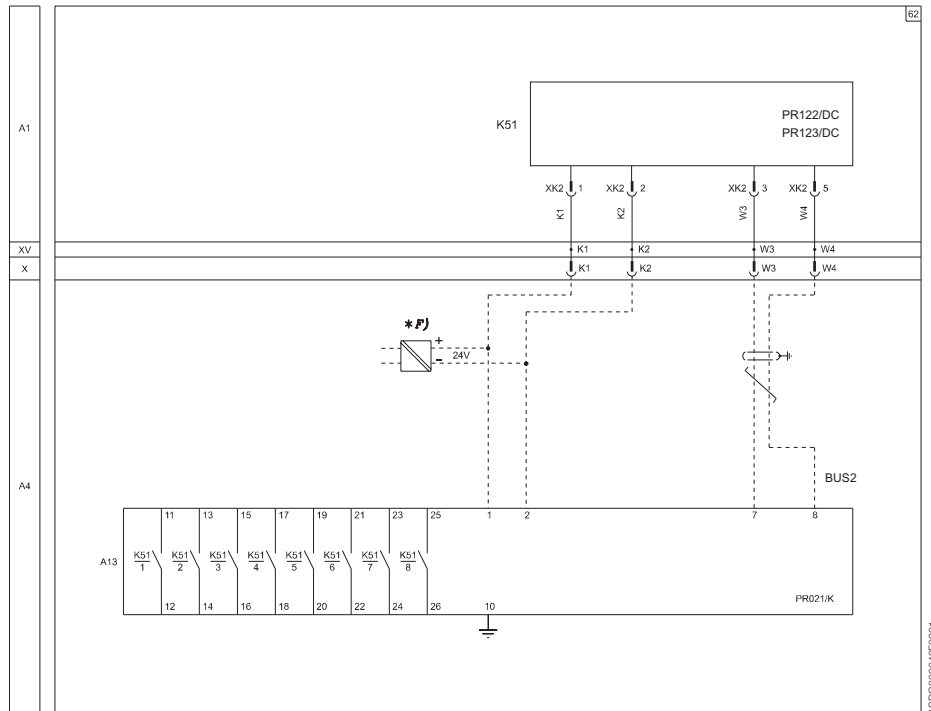 62
A1
K51
PR122/DC
PR123/DC
XK2 1 XK2 2 XK2 3 XK2 5
K1 K2 W3 W4
XV K1 K2 W3 W4
X K1 K2 W3 W4
*F)
+
24V
-
A4
BUS2
11 13 15 17 19 21 23 25 1 2 7 8
A13 K51 K51 K51 K51 K51 K51 K51 K51
1 2 3 4 5 6 7 8
12 14 16 18 20 22 24 26 10
PR021/K